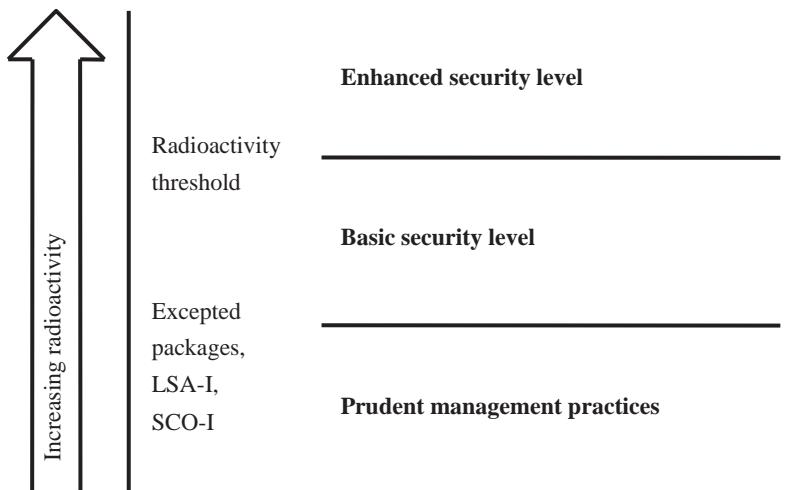 Enhanced security level
Radioactivity
threshold
Basic security level
Increasing radioactivity
Excepted
packages,
LSA-I,
SCO-I
Prudent management practices